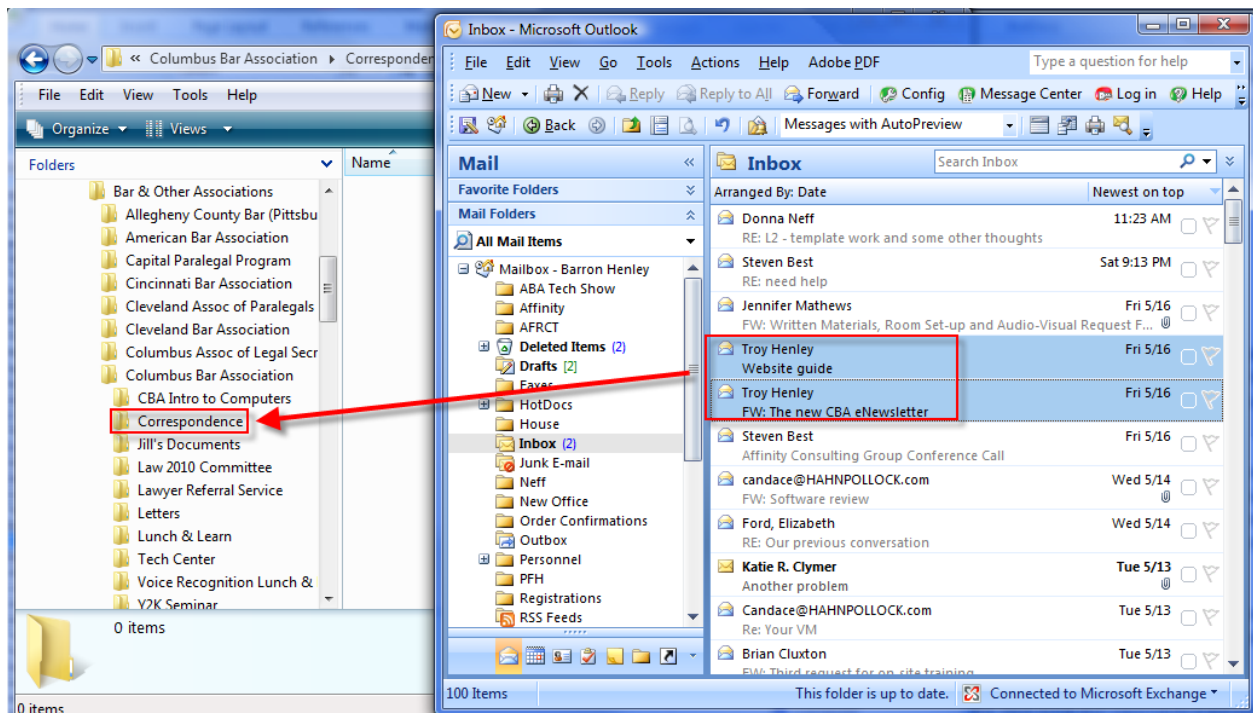 Inbox - Microsoft Outlook
« Columbus Bar Association Corresponden
File Edit View Tools Help
Organize Views
Folders
Name
Bar & Other Associations
Allegheny County Bar (Pittsbu
American Bar Association
Capital Paralegal Program
Cincinnati Bar Association
Cleveland Assoc of Paralegals
Cleveland Bar Association
Columbus Assoc of Legal Secr
Columbus Bar Association
CBA Intro to Computers
Correspondence
Jill's Documents
Law 2010 Committee
Lawyer Referral Service
Letters
Lunch & Learn
Tech Center
Voice Recognition Lunch &
Y2K Seminar
0 items
0 items
File Edit View Go Tools Actions Help Adobe PDF Type a question for help
New Reply Reply to All Forward Config Message Center Log in Help
Back Messages with AutoPreview
Mail «
Favorite Folders
Mail Folders
All Mail Items
Mailbox - Barron Henley
ABA Tech Show
Affinity
AFRCT
Deleted Items (2)
Drafts [2]
Faxes
HotDocs
House
Inbox (2)
Junk E-mail
Neff
New Office
Order Confirmations
Outbox
Personnel
PFH
Registrations
RSS Feeds
Inbox Search Inbox
Arranged By: Date Newest on top
Donna Neff 11:23 AM
RE: L2 - template work and some other thoughts
Steven Best Sat 9:13 PM
RE: need help
Jennifer Mathews Fri 5/16
FW: Written Materials, Room Set-up and Audio-Visual Request F...
Troy Henley Fri 5/16
Website guide
Troy Henley Fri 5/16
FW: The new CBA eNewsletter
Steven Best Fri 5/16
Affinity Consulting Group Conference Call
candace@HAHNPOLLOCK.com Wed 5/14
FW: Software review
Ford, Elizabeth Wed 5/14
RE: Our previous conversation
Katie R. Clymer Tue 5/13
Another problem
Candace@HAHNPOLLOCK.com Tue 5/13
Re: Your VM
Brian Cluxton Tue 5/13
FW: Third request for on-site training
100 Items This folder is up to date. Connected to Microsoft Exchange